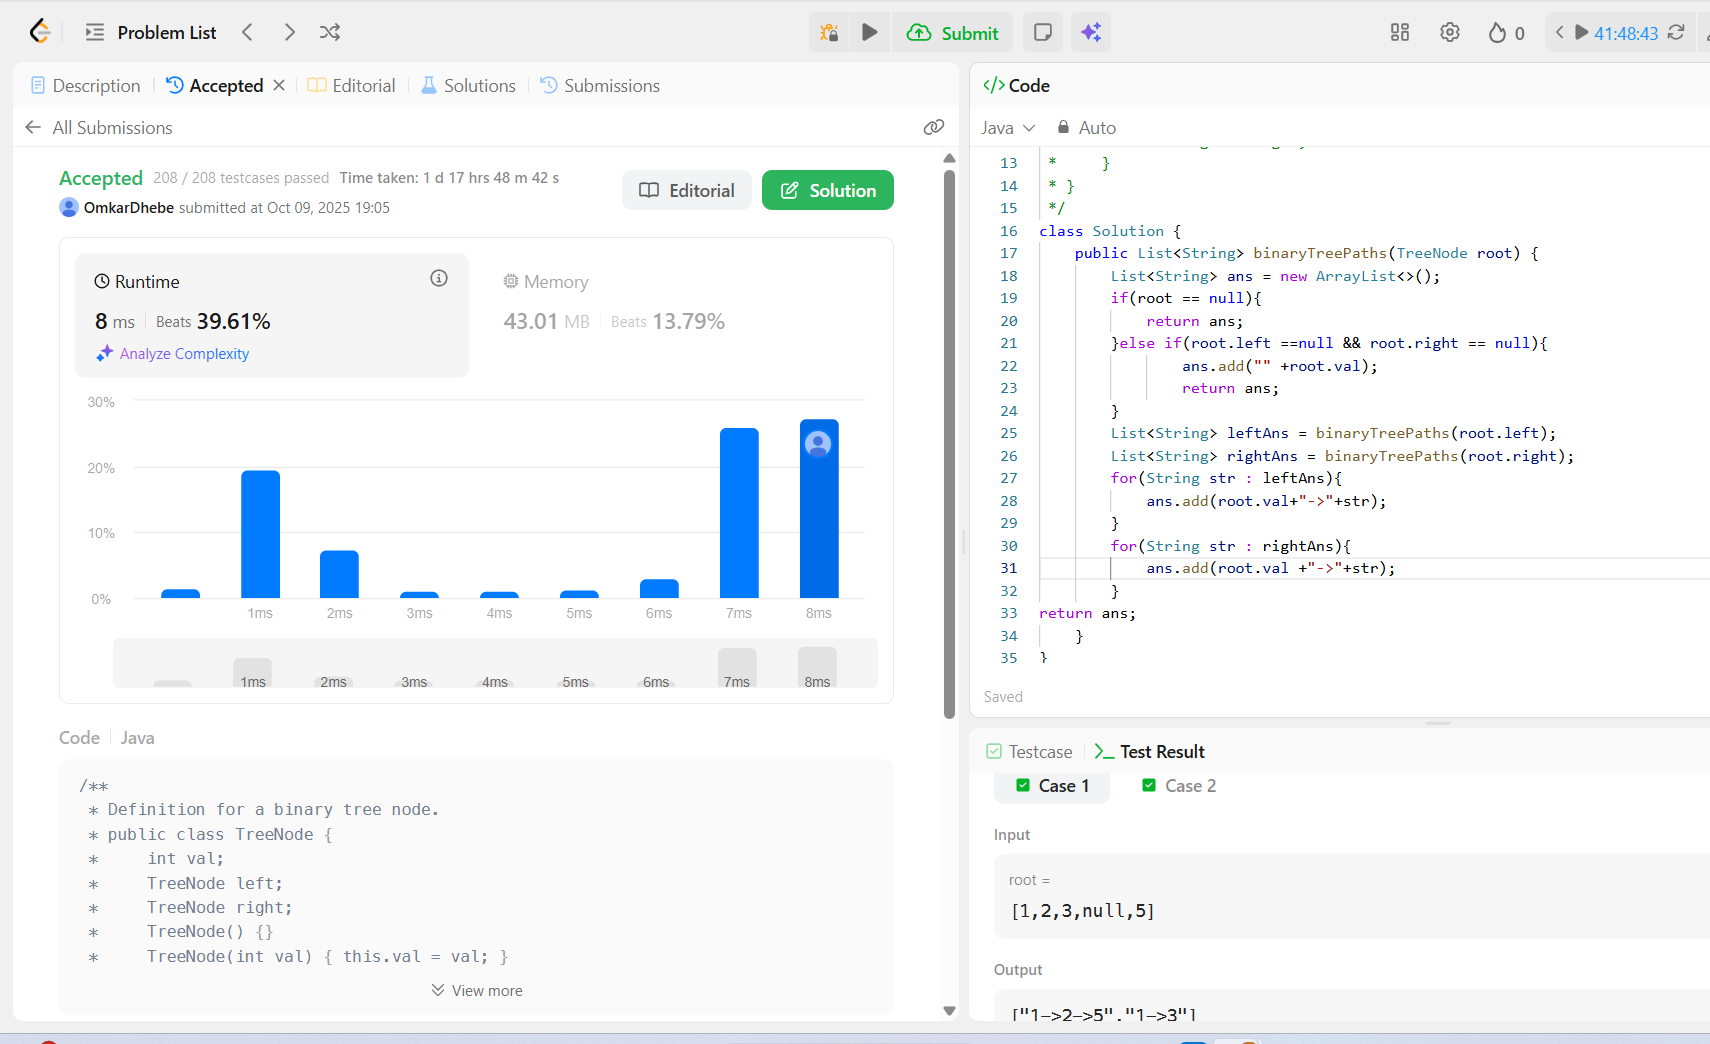 Problem List
Submit
0
41:48:43
Description
Accepted
Editorial
Solutions
Submissions
All Submissions
Accepted 208 / 208 testcases passed Time taken: 1 d 17 hrs 48 m 42 s
OmkarDhebe submitted at Oct 09, 2025 19:05
Editorial
Solution
Runtime
8 ms Beats 39.61%
Analyze Complexity
Memory
43.01 MB Beats 13.79%
30%
20%
10%
0%
1ms 2ms 3ms 4ms 5ms 6ms 7ms 8ms
1ms 2ms 3ms 4ms 5ms 6ms 7ms 8ms
Code Java
/**
* Definition for a binary tree node.
* public class TreeNode {
* int val;
* TreeNode left;
* TreeNode right;
* TreeNode() {}
* TreeNode(int val) { this.val = val; }
View more
</> Code
Java Auto
13 * }
14 * }
15 */
16 class Solution {
17 public List<String> binaryTreePaths(TreeNode root) {
18 List<String> ans = new ArrayList<>();
19 if(root == null){
20 return ans;
21 }else if(root.left ==null && root.right == null){
22 ans.add("" +root.val);
23 return ans;
24 }
25 List<String> leftAns = binaryTreePaths(root.left);
26 List<String> rightAns = binaryTreePaths(root.right);
27 for(String str : leftAns){
28 ans.add(root.val+"->"+str);
29 }
30 for(String str : rightAns){
31 ans.add(root.val +"->"+str);
32 }
33 return ans;
34 }
35 }
Saved
Testcase
Test Result
Case 1
Case 2
Input
root =
[1,2,3,null,5]
Output
["1->2->5","1->3"]